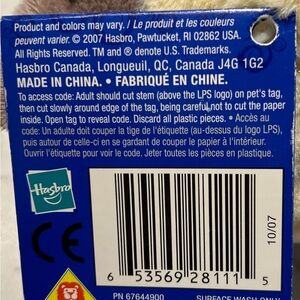 Product and colors may vary. / Le produit et les couleurs
peuvent varier. © 2007 Hasbro, Pawtucket, RI 02862 USA.
All Rights Reserved. TM and ® denote U.S. Trademarks.
Hasbro Canada, Longueuil, QC, Canada J4G 1G2
MADE IN CHINA. • FABRIQUÉ EN CHINE.
To access code: Adult should cut stem (above the LPS logo) on pet's tag,
then cut slowly around edge of the tag, being careful not to cut the paper
inside. Open tag to reveal code. Discard all plastic pieces. • Accès au
code: Un adulte doit couper la tige de l'étiquette (au-dessus du logo LPS),
puis autour de celle-ci en se gardant de couper le papier à l'intérieur.
Ouvrir l'étiquette pour voir le code. Jeter toutes les pièces en plastique.
Hasbro
CE
10/07
6 53569 28111 5
PN 67644900
SURFACE WASH ONLY